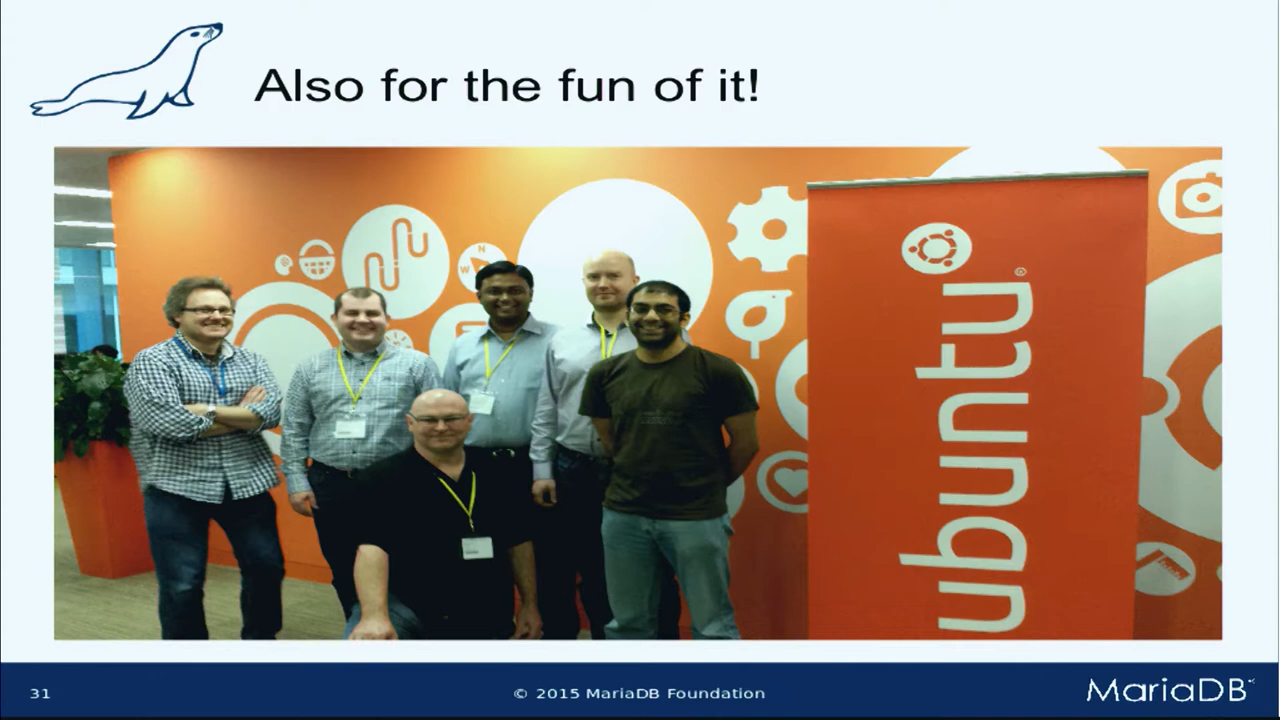 Also for the fun of it!
N
W
ubuntu®
31
© 2015 MariaDB Foundation
MariaDB